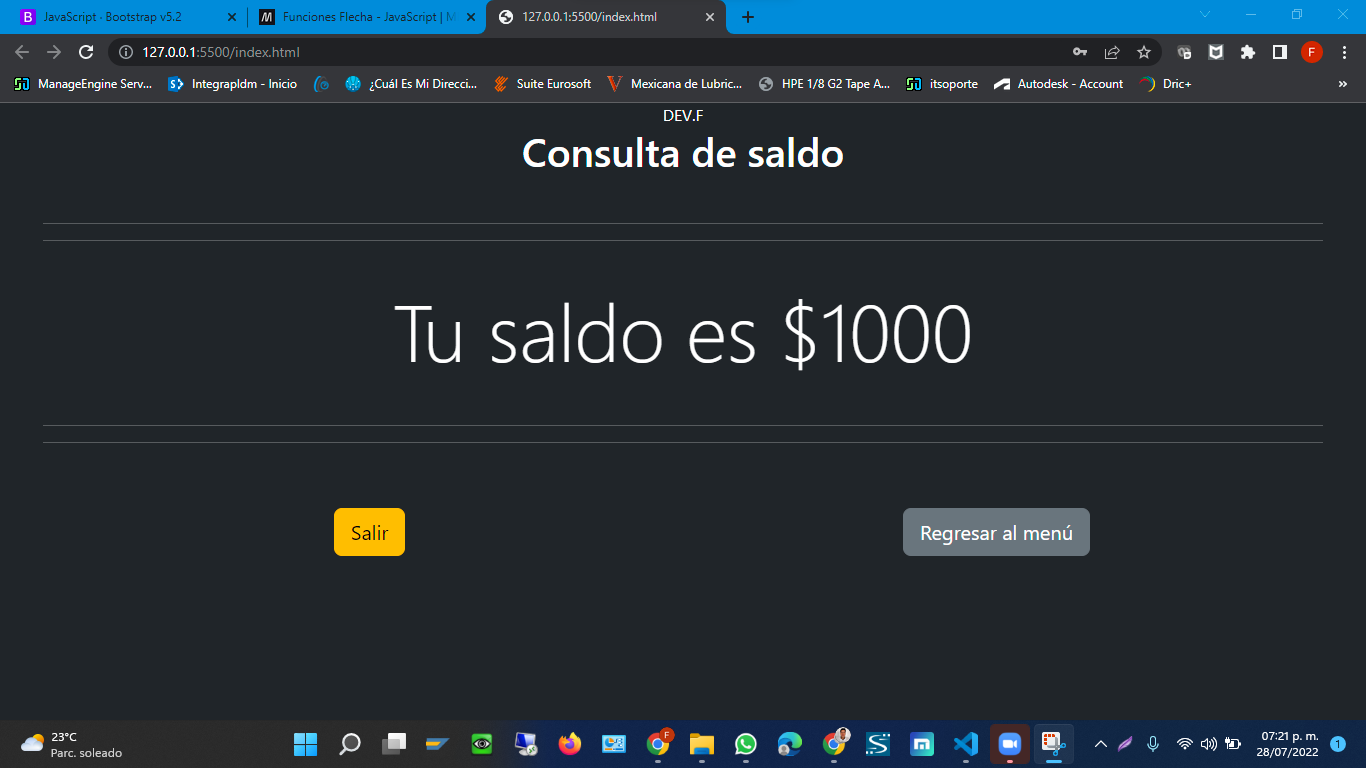 JavaScript · Bootstrap v5.2
Funciones Flecha - JavaScript | M
127.0.0.1:5500/index.html
127.0.0.1:5500/index.html
F
ManageEngine Serv...
Integrapldm - Inicio
¿Cuál Es Mi Direcci...
Suite Eurosoft
Mexicana de Lubric...
HPE 1/8 G2 Tape A...
itsoporte
Autodesk - Account
Dric+
»
DEV.F
Consulta de saldo
Tu saldo es $1000
Salir
Regresar al menú
23°C
Parc. soleado
07:21 p. m.
28/07/2022
1